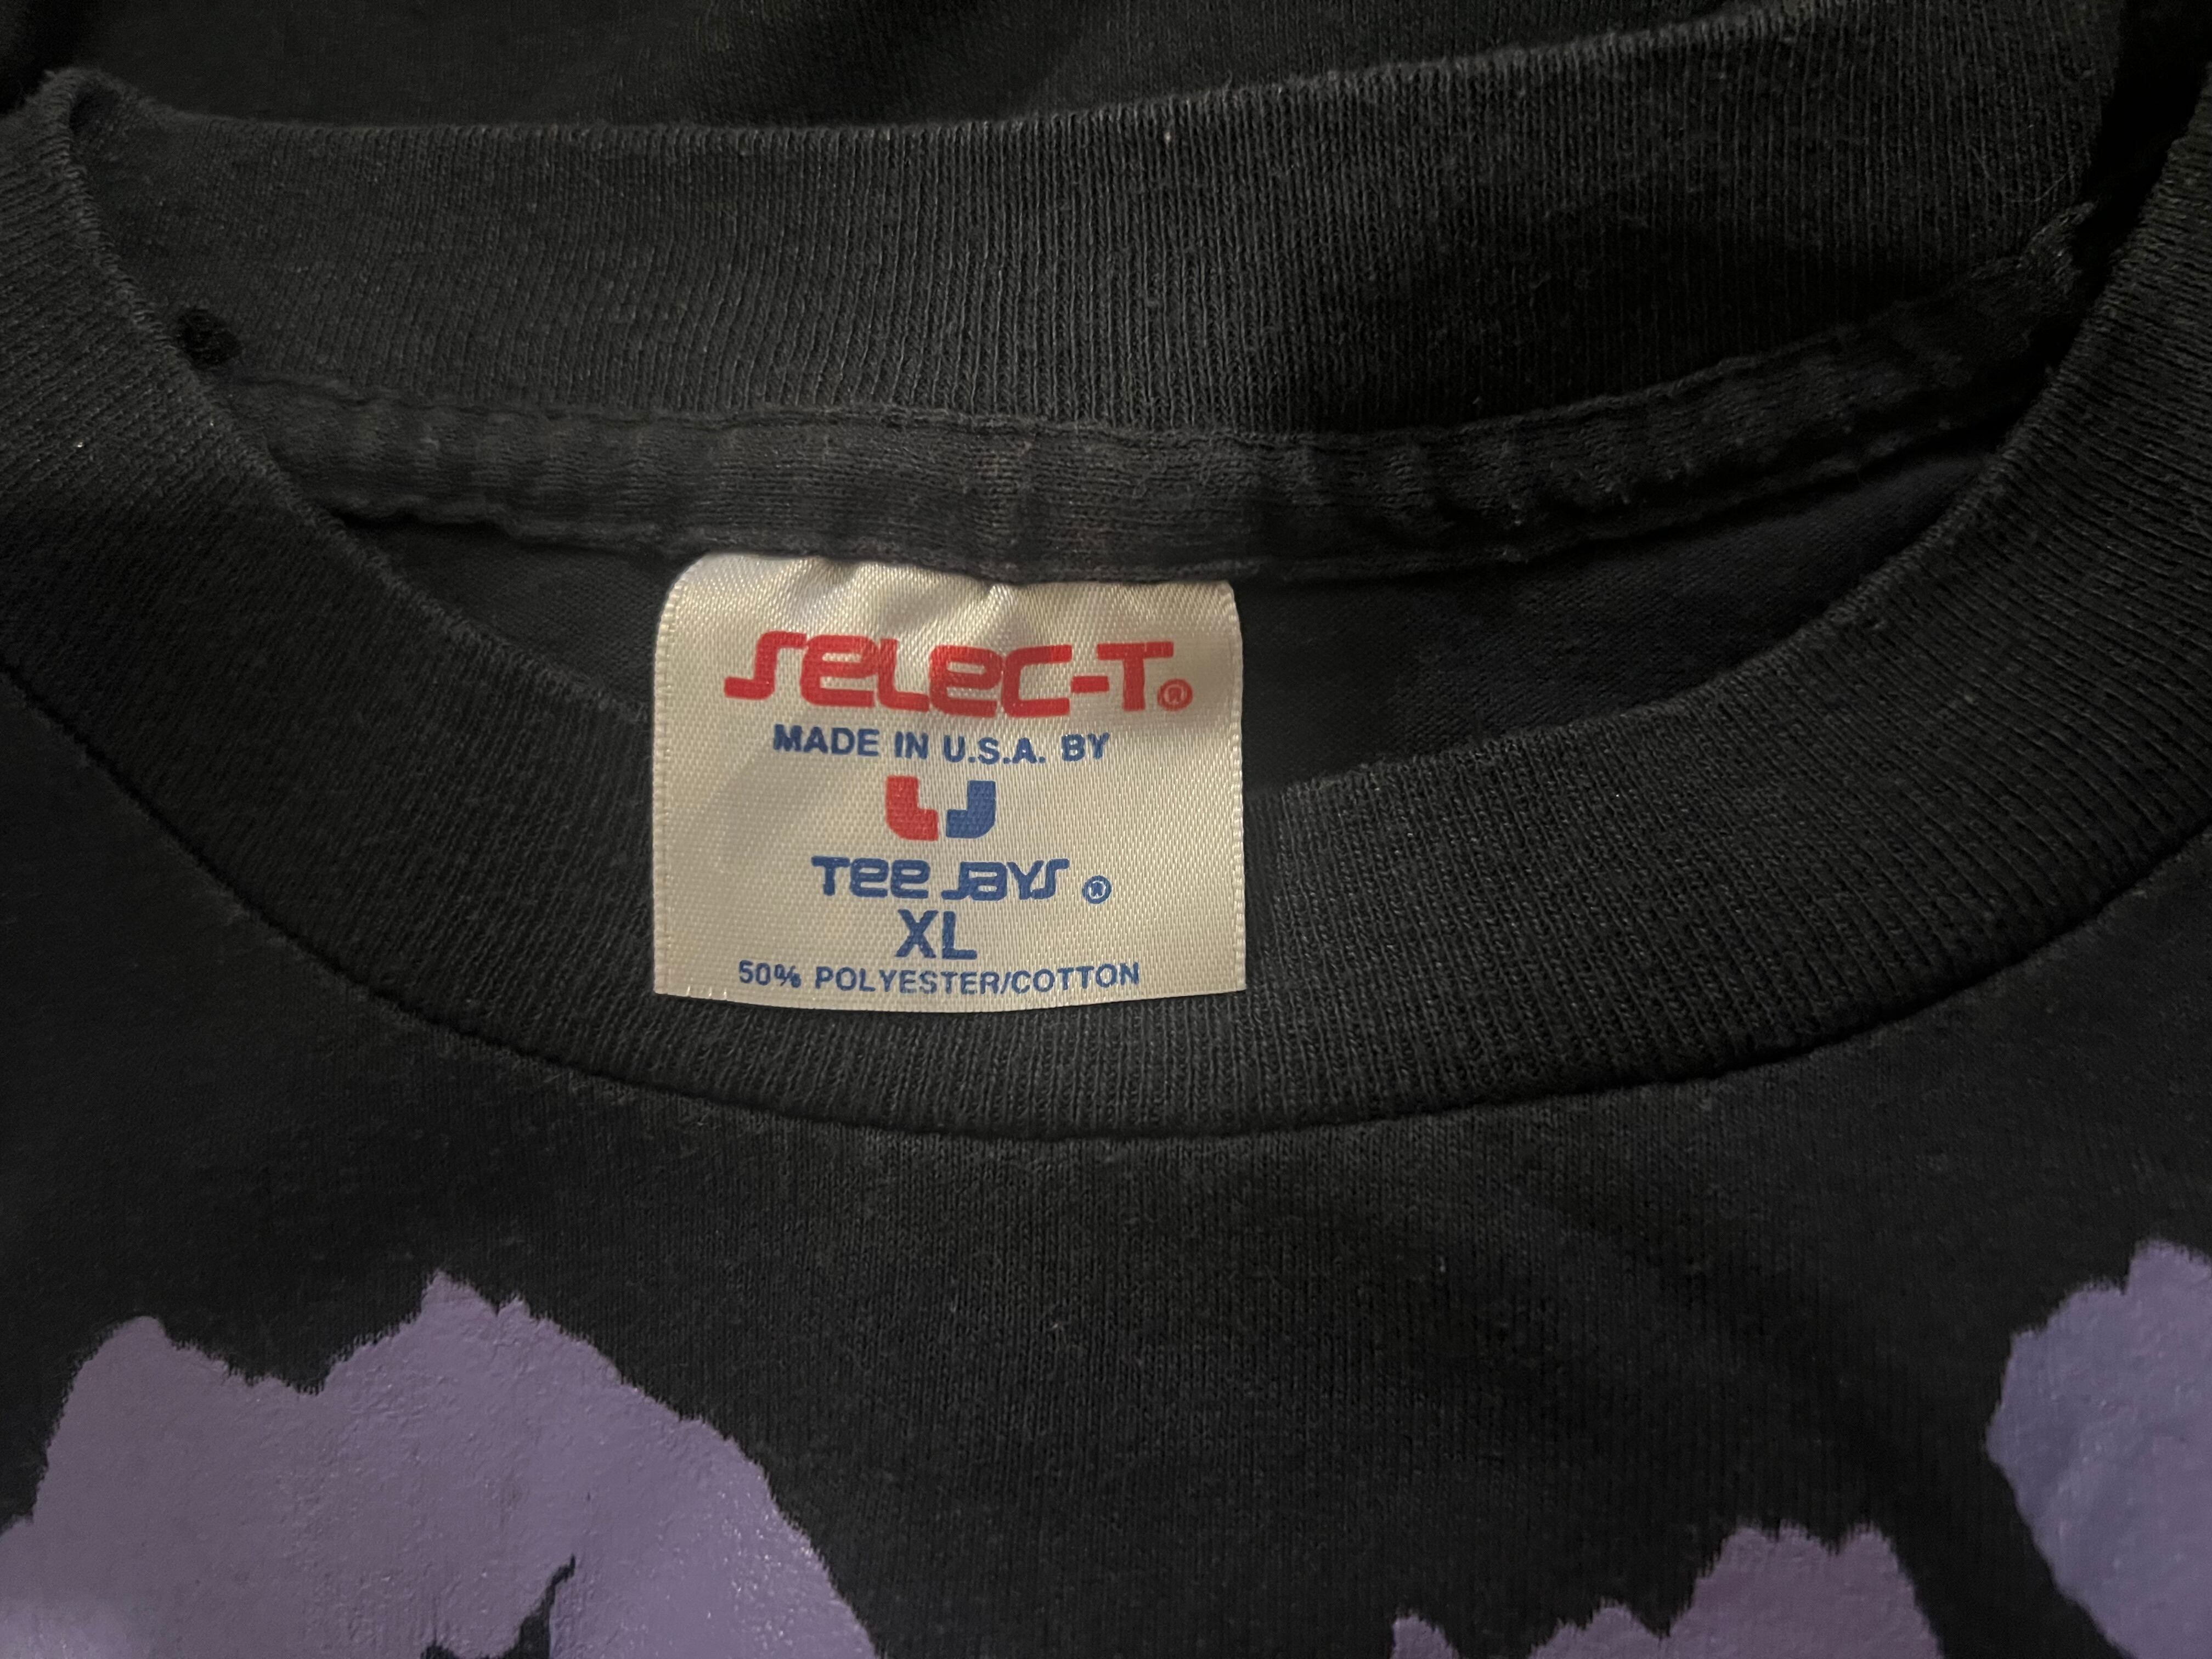 SELEC-T®
MADE IN U.S.A. BY
TEE JAYS ®
XL
50% POLYESTER/COTTON